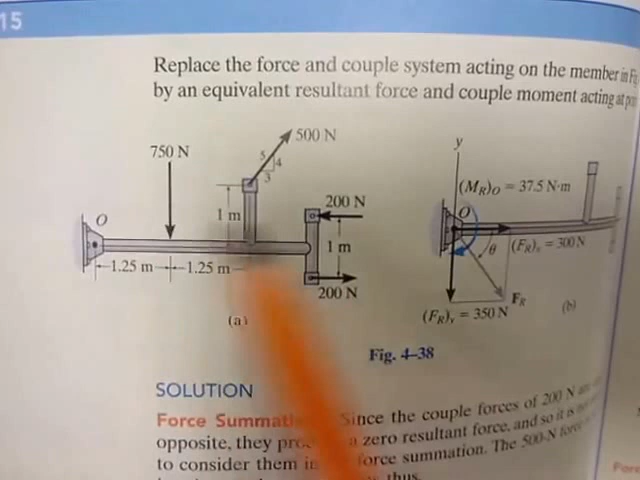 15
Replace the force and couple system acting on the member in
by an equivalent resultant force and couple moment acting at
500 N
750 N
5
4
3
y
(M_R)_O = 37.5 N·m
200 N
O
1 m
O
1 m
(F_R)_x = 300 N
θ
1.25 m
1.25 m
200 N
F_R
(F_R)_y = 350 N
(a)
(b)
Fig. 4–38
SOLUTION
Force Since the couple forces of 200 N
opposite, they a zero resultant force, and so it is
to consider them force summation. The 500-N force
thus